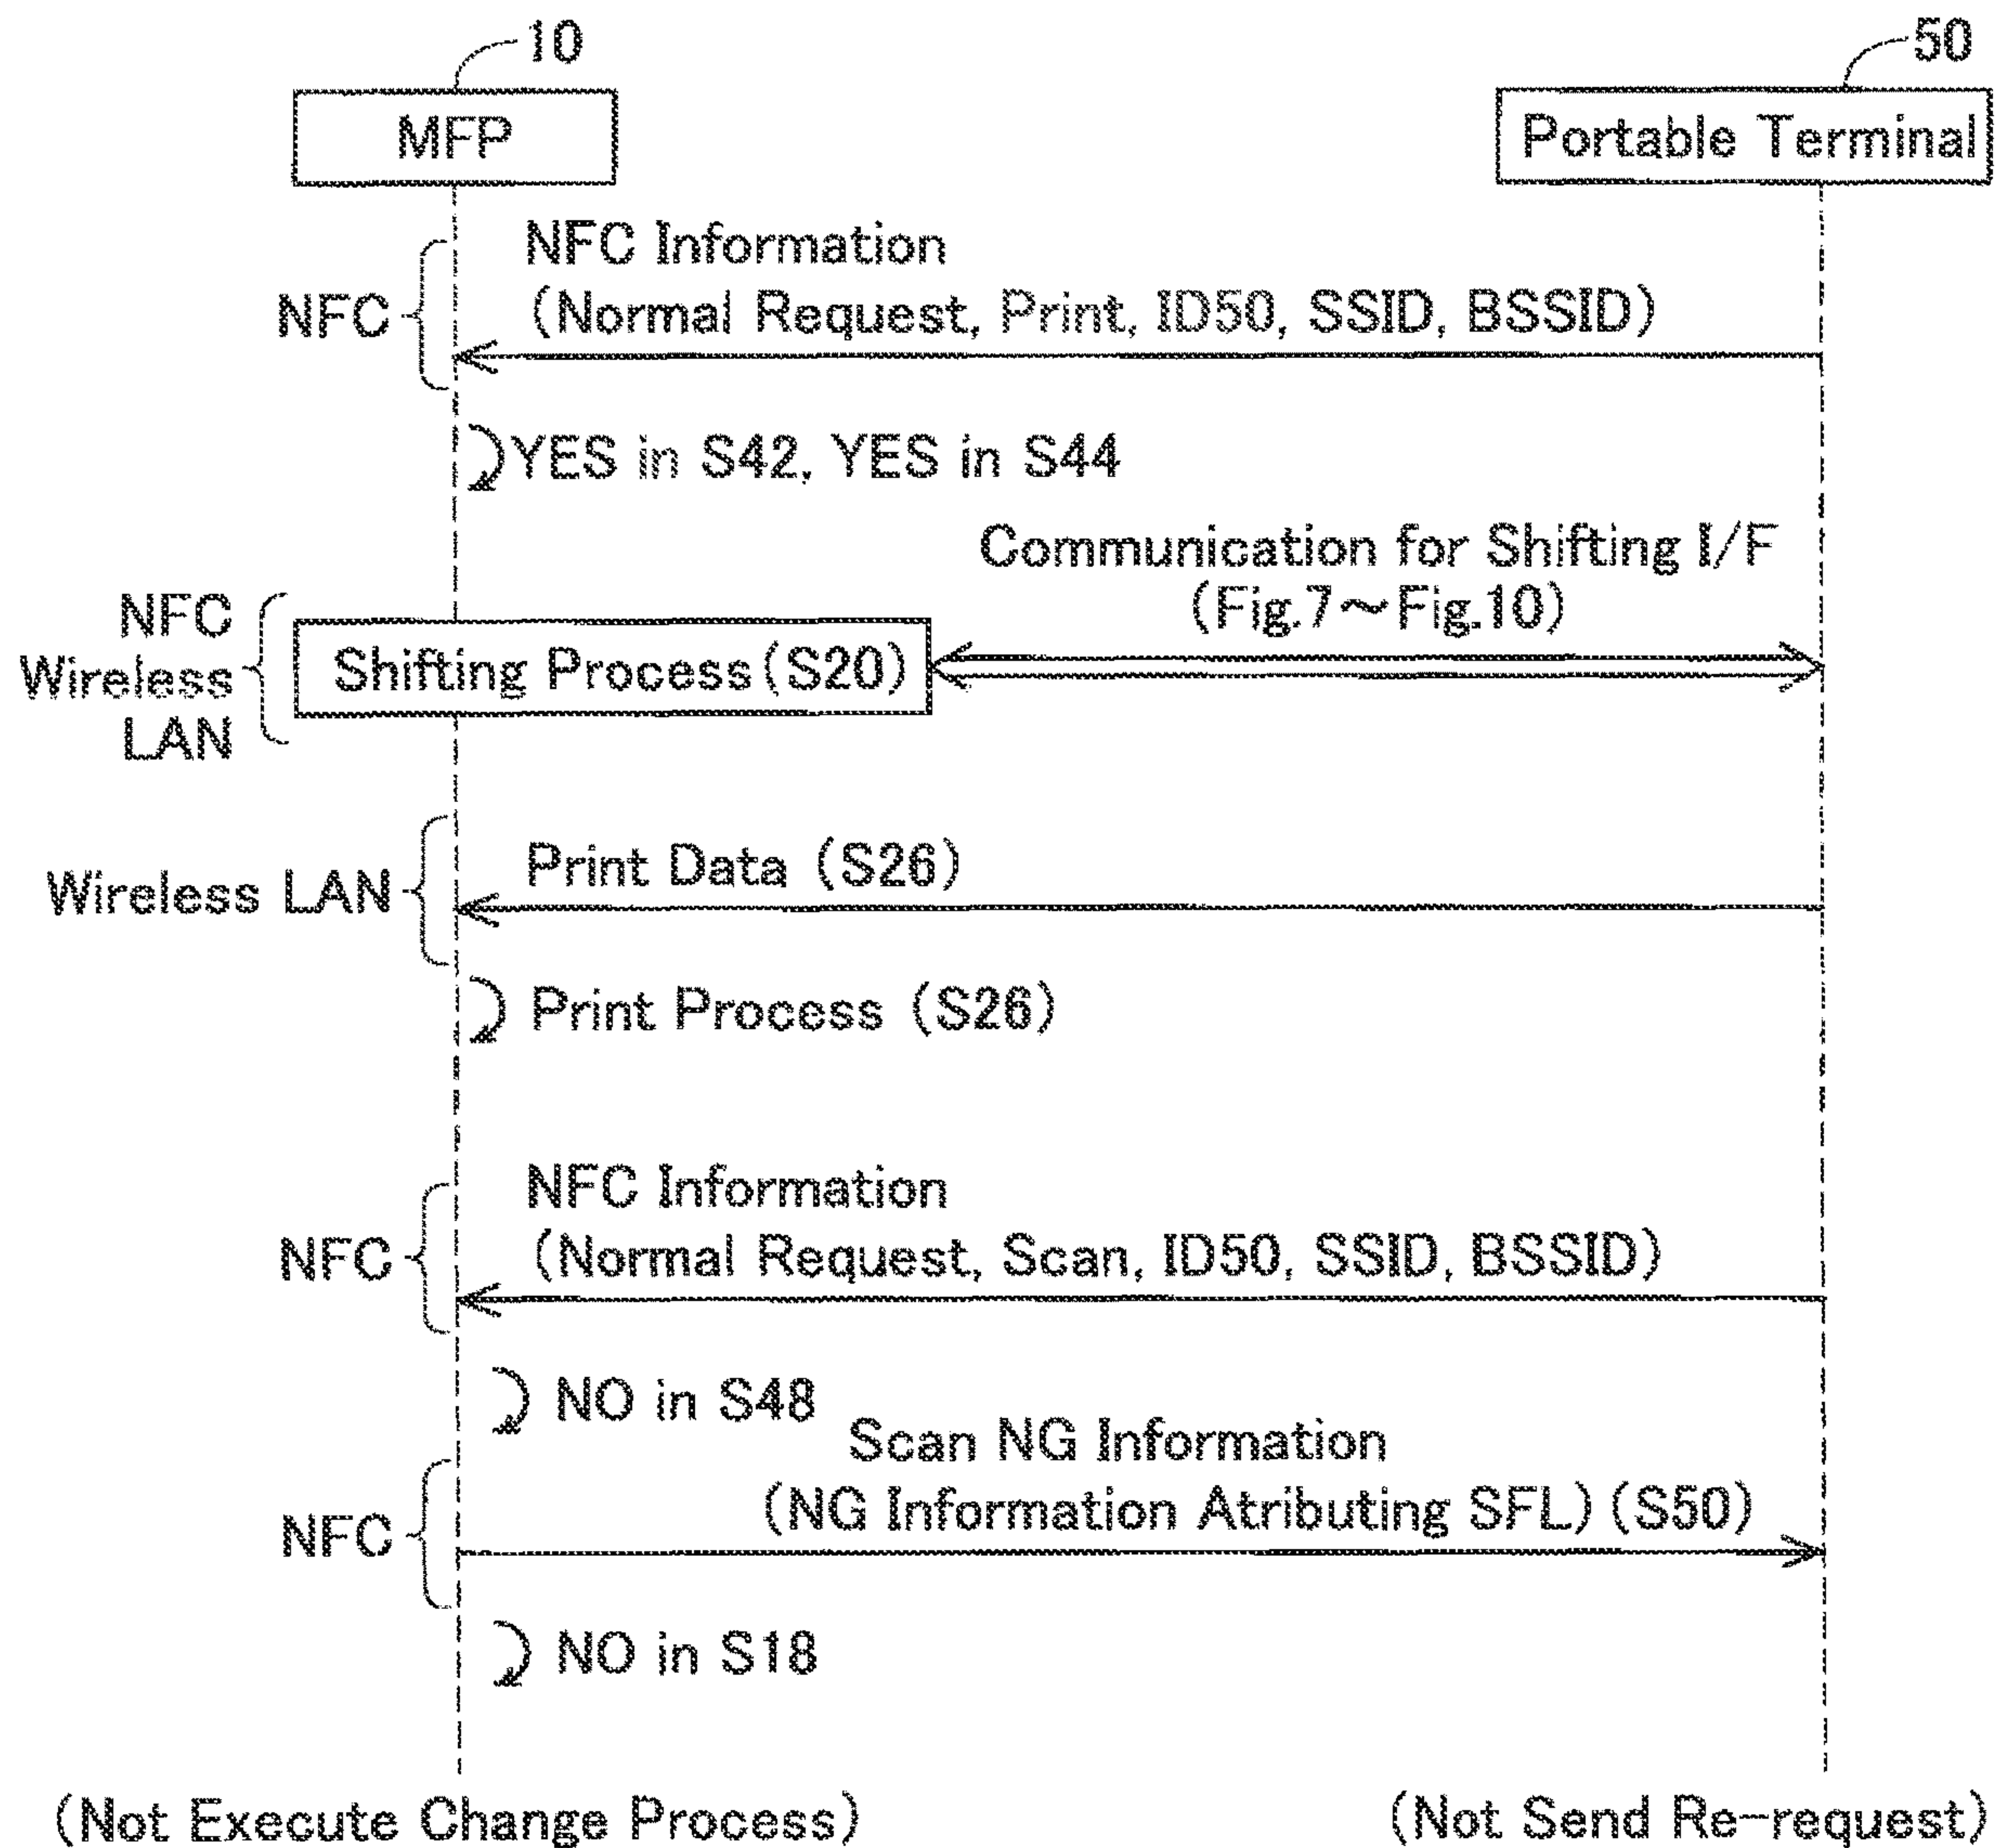 10
50
MFP
Portable Terminal
NFC Information
NFC
(Normal Request, Print, ID50, SSID, BSSID)
YES in S42, YES in S44
Communication for Shifting I/F
(Fig.7～Fig.10)
NFC
Wireless
LAN
Shifting Process(S20)
Wireless LAN
Print Data (S26)
Print Process (S26)
NFC Information
NFC
(Normal Request, Scan, ID50, SSID, BSSID)
NO in S48
Scan NG Information
(NG Information Atributing SFL) (S50)
NFC
NO in S18
(Not Execute Change Process)
(Not Send Re-request)